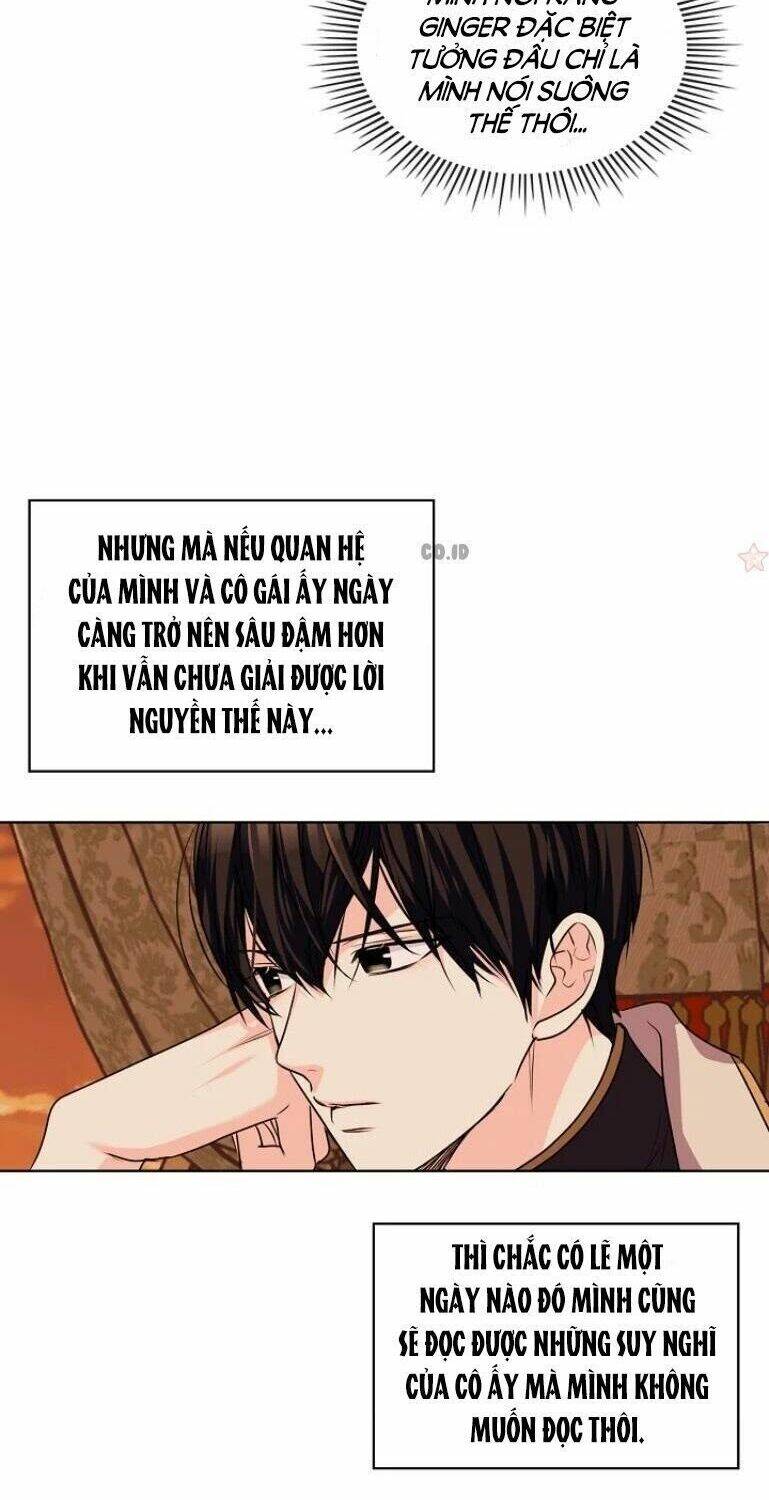 GINGER ĐẶC BIỆT
TƯỞNG ĐÂU CHỈ LÀ
MÌNH NÓI SUÔNG
THẾ THÔI...
NHƯNG MÀ NẾU QUAN HỆ
CỦA MÌNH VÀ CÔ GÁI ẤY NGÀY
CÀNG TRỞ NÊN SÂU ĐẬM HƠN
KHI VẪN CHƯA GIẢI ĐƯỢC LỜI
NGUYỀN THẾ NÀY...
CO.ID
THÌ CHẮC CÓ LẼ MỘT
NGÀY NÀO ĐÓ MÌNH CŨNG
SẼ ĐỌC ĐƯỢC NHỮNG SUY NGHĨ
CỦA CÔ ẤY MÀ MÌNH KHÔNG
MUỐN ĐỌC THÔI.